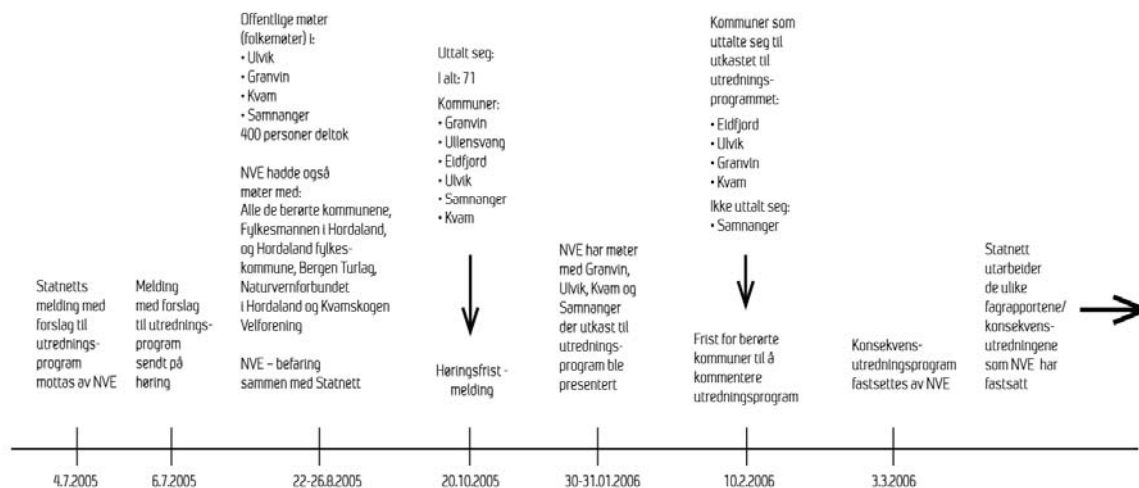 Statnetts
melding med
forslag til
utrednings-
program
mottas av NVE
4.7.2005
Melding
med forslag
til utrednings-
program
sendt på
høring
6.7.2005
Offentlige møter
(folkemøter) i:
• Ulvik
• Granvin
• Kvam
• Samnanger
400 personer deltok
NVE hadde også
møter med:
Alle de berørte kommunene,
Fylkesmannen i Hordaland,
og Hordaland fylkes-
kommune, Bergen Turlag,
Naturvernforbundet
i Hordaland og Kvamskogen
Velforening
NVE – befaring
sammen med Statnett
22-26.8.2005
Uttalt seg:
I alt: 71
Kommuner:
• Granvin
• Ullensvang
• Eidfjord
• Ulvik
• Samnanger
• Kvam
Høringsfrist -
melding
20.10.2005
NVE har møter
med Granvin,
Ulvik, Kvam og
Samnanger
der utkast til
utrednings-
program ble
presentert
30-31.01.2006
Kommuner som
uttalte seg til
utkastet til
utrednings-
programmet:
• Eidfjord
• Ulvik
• Granvin
• Kvam
Ikke uttalt seg:
• Samnanger
Frist for berørte
kommuner til å
kommentere
utredningsprogram
10.2.2006
Konsekvens-
utredningsprogram
fastsettes av NVE
3.3.2006
Statnett
utarbeider
de ulike
fagrapportene/
konsekvens-
utredningene
som NVE har
fastsatt